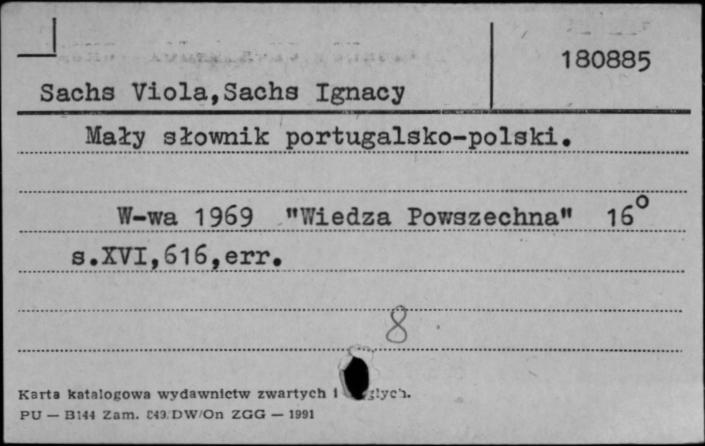 180885
Sachs Viola,Sachs Ignacy
Mały słownik portugalsko-polski.
W-wa 1969 "Wiedza Powszechna" 16°
s.XVI,616,err.
8
Karta katalogowa wydawnictw zwartych i
PU — B144 Zam. DW/On ZGG — 1991